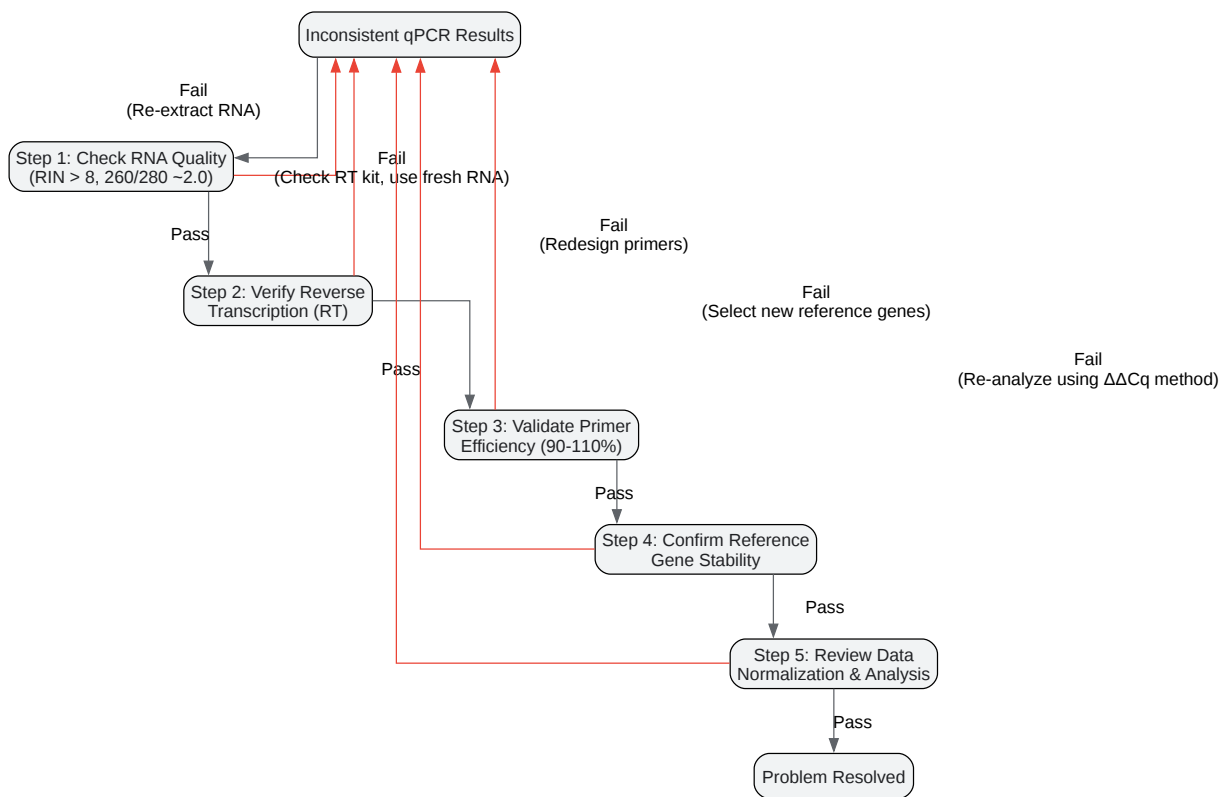 Inconsistent qPCR Results
Fail
(Re-extract RNA)
Step 1: Check RNA Quality
(RIN > 8, 260/280 ~2.0)
Fail
(Check RT kit, use fresh RNA)
Pass
Fail
(Redesign primers)
Step 2: Verify Reverse
Transcription (RT)
Fail
(Select new reference genes)
Pass
Fail
(Re-analyze using ΔΔCq method)
Step 3: Validate Primer
Efficiency (90-110%)
Pass
Step 4: Confirm Reference
Gene Stability
Pass
Step 5: Review Data
Normalization & Analysis
Pass
Problem Resolved